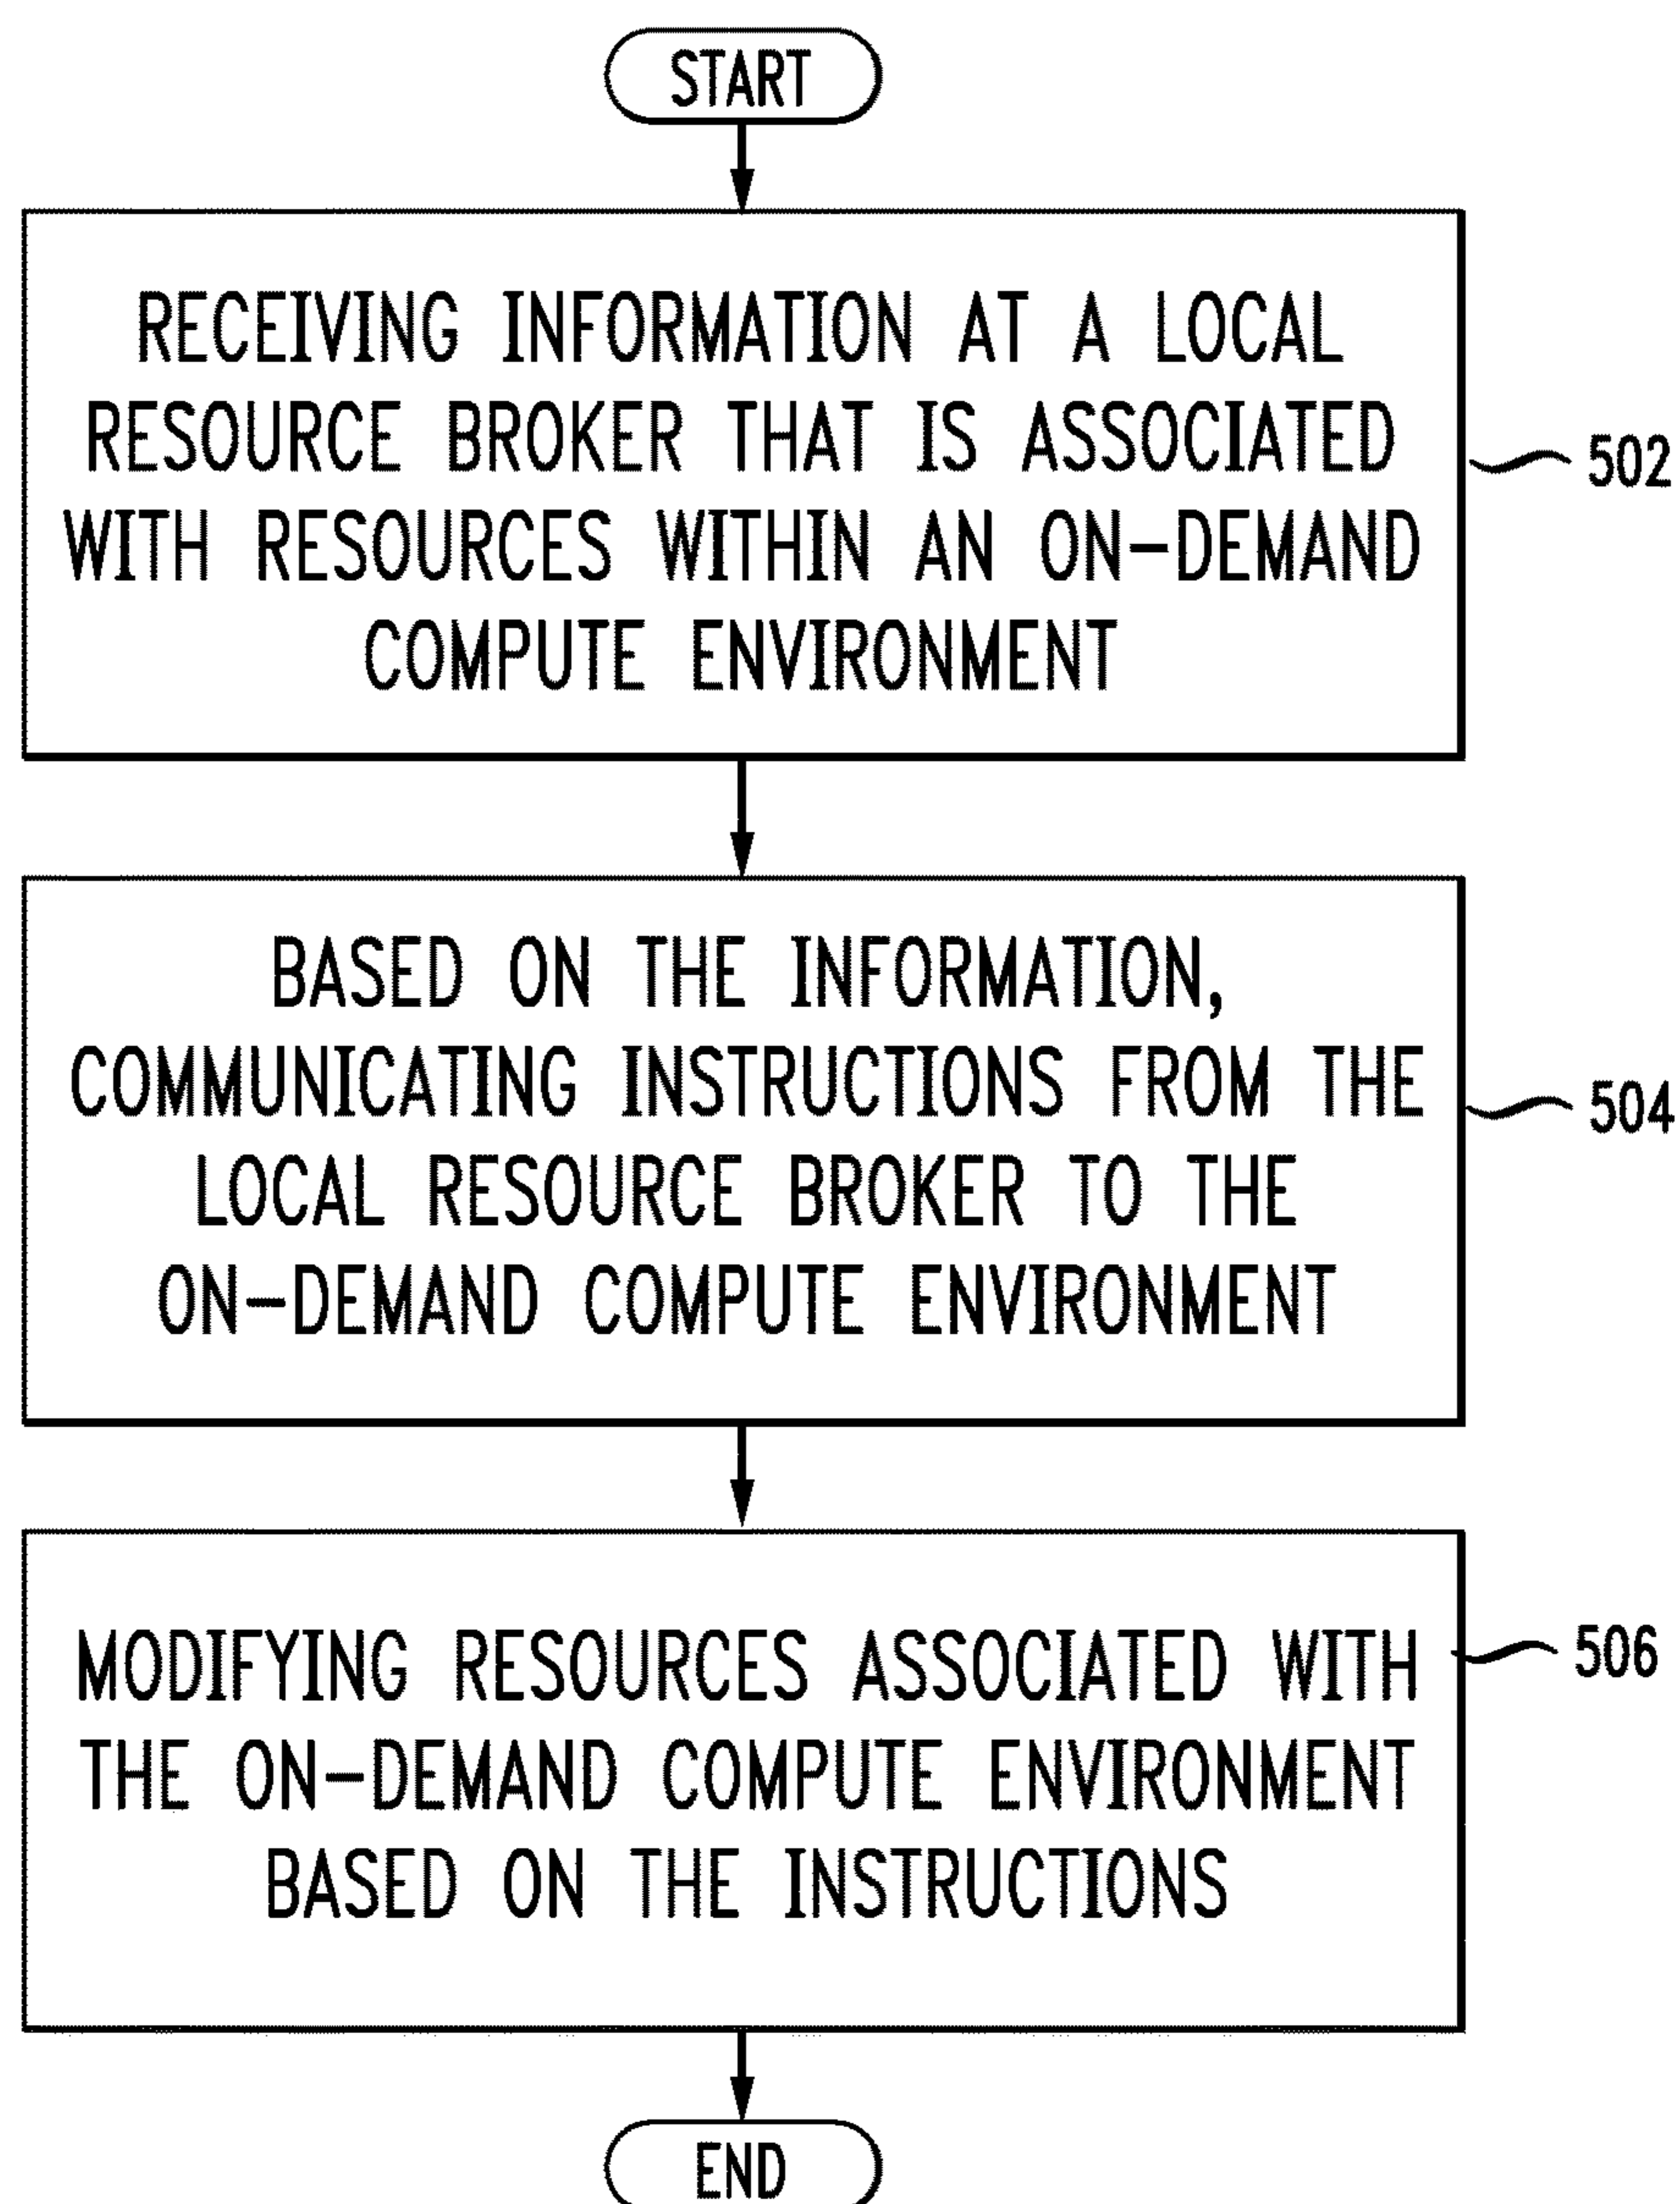 START
RECEIVING INFORMATION AT A LOCAL
RESOURCE BROKER THAT IS ASSOCIATED
WITH RESOURCES WITHIN AN ON-DEMAND
COMPUTE ENVIRONMENT
502
BASED ON THE INFORMATION,
COMMUNICATING INSTRUCTIONS FROM THE
LOCAL RESOURCE BROKER TO THE
ON-DEMAND COMPUTE ENVIRONMENT
504
MODIFYING RESOURCES ASSOCIATED WITH
THE ON-DEMAND COMPUTE ENVIRONMENT
BASED ON THE INSTRUCTIONS
506
END